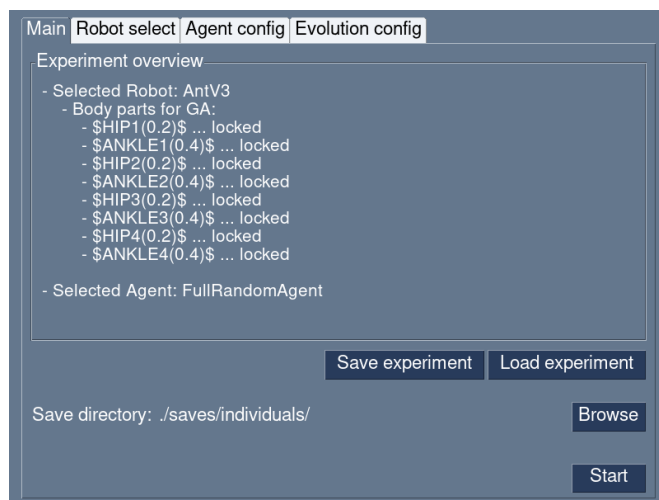 Main Robot select Agent config Evolution config
Experiment overview
- Selected Robot: AntV3
- Body parts for GA:
- $HIP1(0.2)$ ... locked
- $ANKLE1(0.4)$ ... locked
- $HIP2(0.2)$ ... locked
- $ANKLE2(0.4)$ ... locked
- $HIP3(0.2)$ ... locked
- $ANKLE3(0.4)$ ... locked
- $HIP4(0.2)$ ... locked
- $ANKLE4(0.4)$ ... locked
- Selected Agent: FullRandomAgent
Save experiment Load experiment
Save directory: ./saves/individuals/ Browse
Start